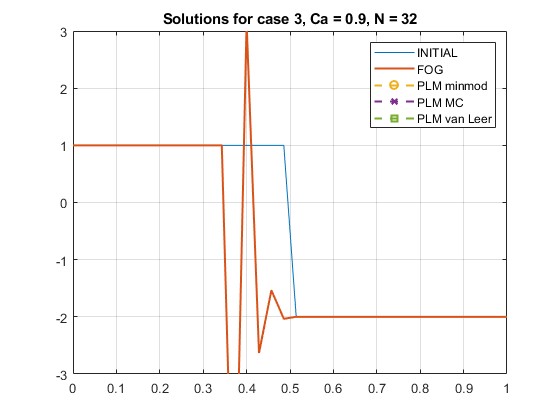 Solutions for case 3, Ca = 0.9, N = 32
INITIAL
FOG
PLM minmod
PLM MC
PLM van Leer
3
2
1
0
-1
-2
-3
0 0.1 0.2 0.3 0.4 0.5 0.6 0.7 0.8 0.9 1